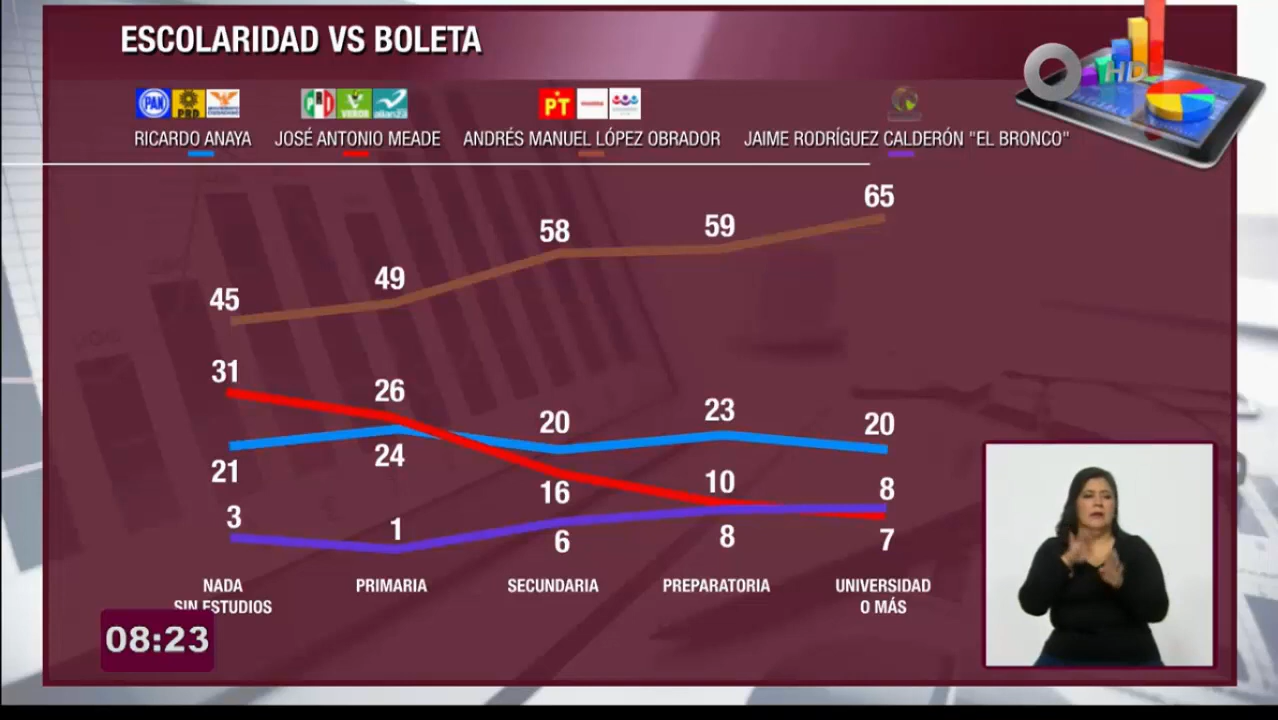 ESCOLARIDAD VS BOLETA
HD
PAN PRD PRI VERDE PT
RICARDO ANAYA JOSÉ ANTONIO MEADE ANDRÉS MANUEL LÓPEZ OBRADOR JAIME RODRÍGUEZ CALDERÓN "EL BRONCO"
45 49 58 59 65
31 26 20 23 20
21 24 16 10 8
3 1 6 8 7
NADA PRIMARIA SECUNDARIA PREPARATORIA UNIVERSIDAD
SIN ESTUDIOS O MÁS
08:23